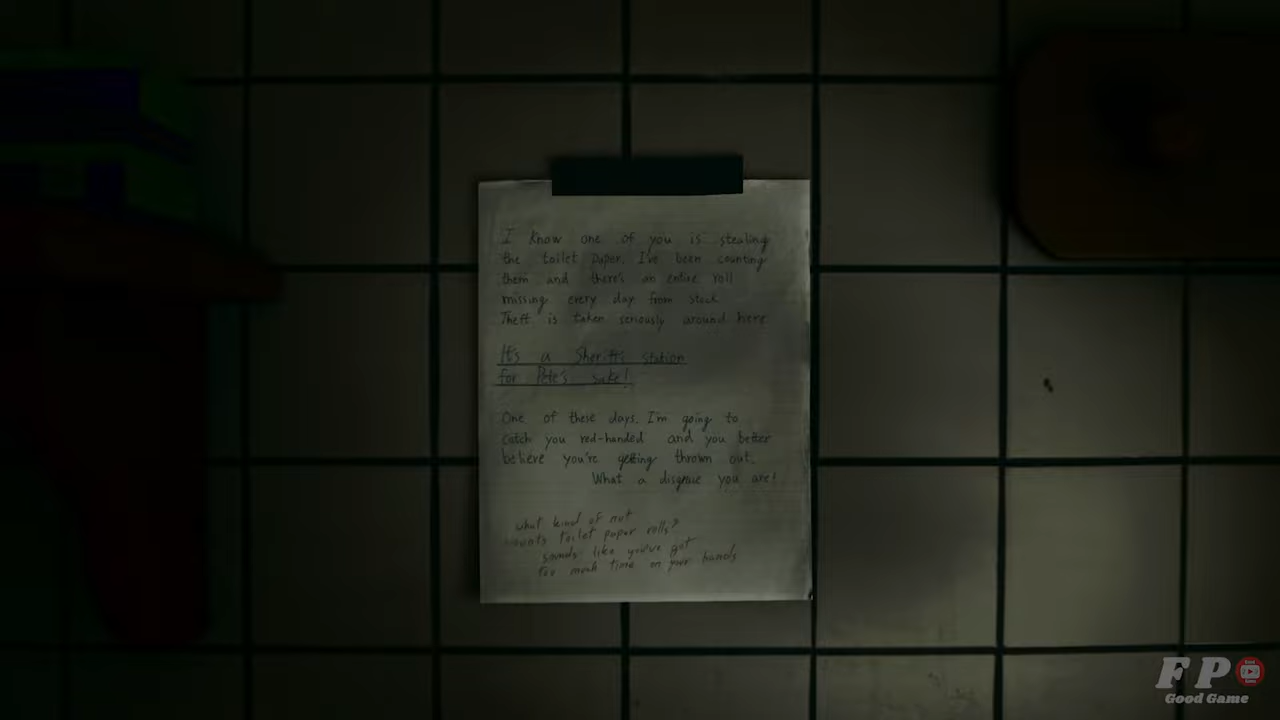 I know one of you is stealing
the toilet paper. I've been counting
them and there's an entire roll
missing every day from stock
Theft is taken seriously around here
It's a Sheriff's station
for Pete's sake!
One of these days, I'm going to
catch you red-handed and you better
believe you're getting thrown out.
What a disgrace you are!
what kind of nut
counts toilet paper rolls?
sounds like you've got
too much time on your hands
FPO
Good Game